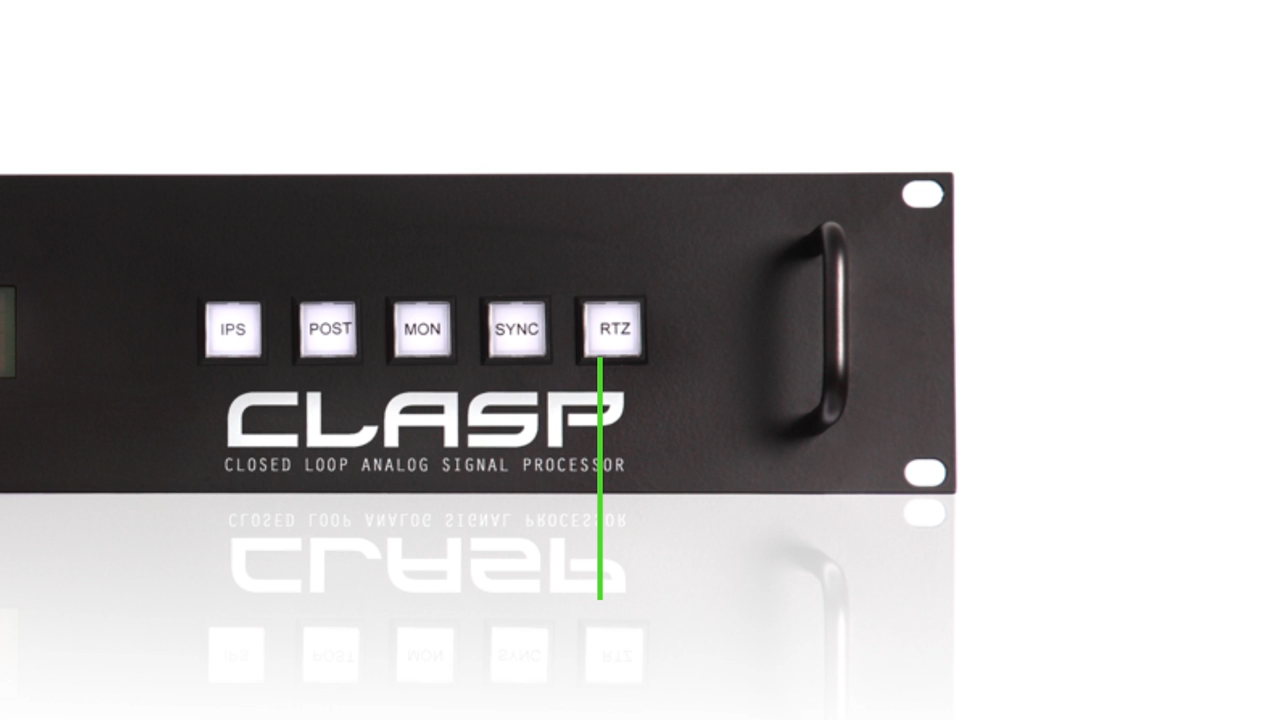 IPS POST MON SYNC RTZ
CLASP
CLOSED LOOP ANALOG SIGNAL PROCESSOR